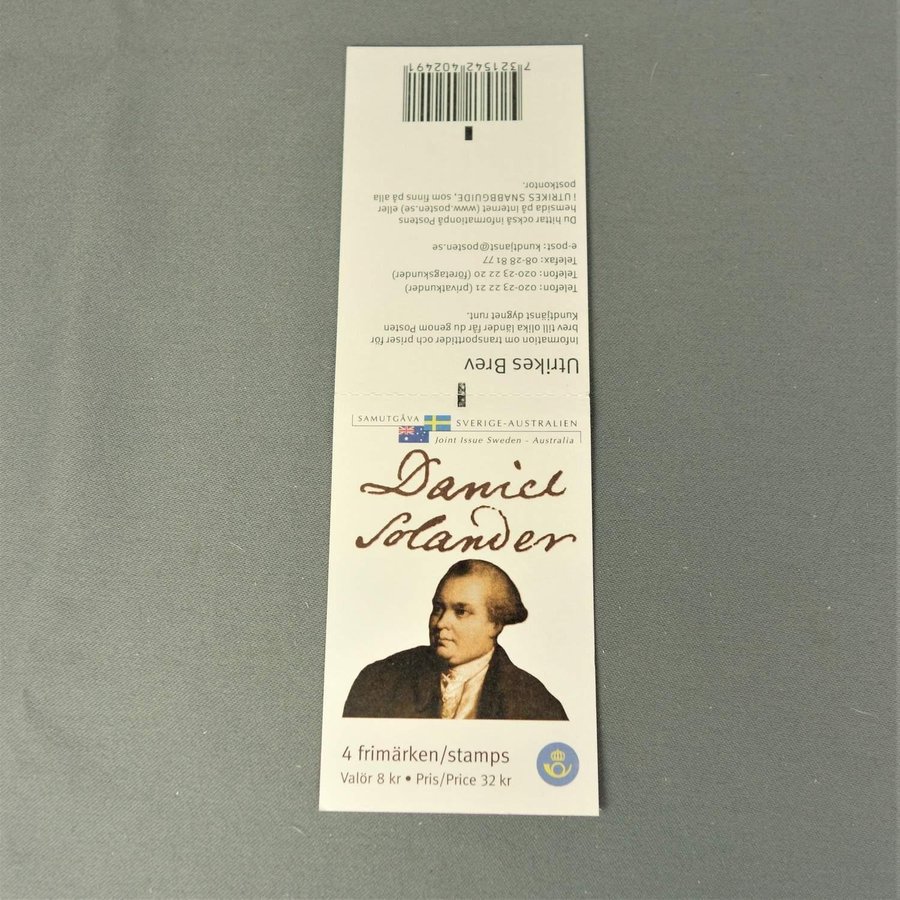 SAMUTGÅVA SVERIGE-AUSTRALIEN
Joint Issue Sweden - Australia
Daniel
Solander
4 frimärken/stamps
Valör 8 kr • Pris/Price 32 kr
Utrikes Brev
Information om transporttider och priser för
brev till olika länder får du genom Posten
Kundtjänst dygnet runt.
Telefon: 020-23 22 21 (privatkunder)
Telefon: 020-23 22 20 (företagskunder)
Telefax: 08-28 81 77
e-post: kundtjanst@posten.se
Du hittar också informationpå Postens
hemsida på internet (www.posten.se) eller
i UTRIKES SNABBGUIDE, som finns på alla
postkontor.
7 321542 402491